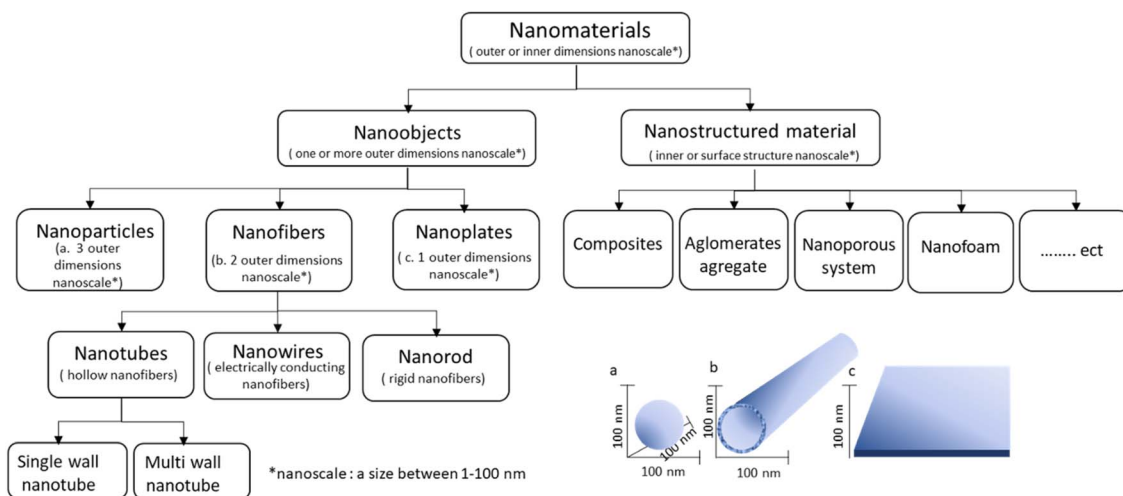 Nanomaterials
( outer or inner dimensions nanoscale*)
Nanoobjects
( one or more outer dimensions nanoscale*)
Nanostructured material
( inner or surface structure nanoscale*)
Nanoparticles
(a. 3 outer
dimensions
nanoscale*)
Nanofibers
(b. 2 outer dimensions
nanoscale*)
Nanoplates
( c. 1 outer dimensions
nanoscale*)
Composites
Aglomerates
agregate
Nanoporous
system
Nanofoam
…….. ect
Nanotubes
( hollow nanofibers)
Nanowires
( electrically conducting
nanofibers)
Nanorod
( rigid nanofibers)
Single wall
nanotube
Multi wall
nanotube
*nanoscale : a size between 1-100 nm
a
100 nm
100 nm
100 nm
b
100 nm
100 nm
c
100 nm